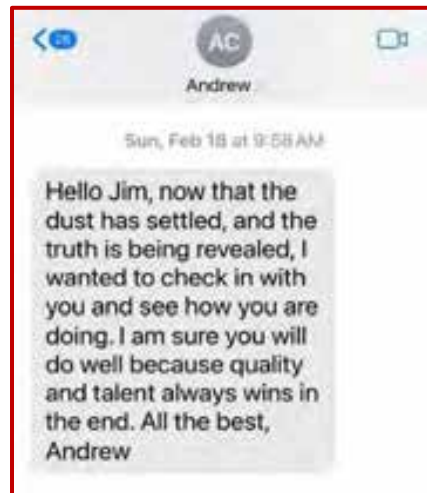 AC
Andrew
Sun, Feb 18 at 9:58 AM
Hello Jim, now that the
dust has settled, and the
truth is being revealed, I
wanted to check in with
you and see how you are
doing. I am sure you will
do well because quality
and talent always wins in
the end. All the best,
Andrew